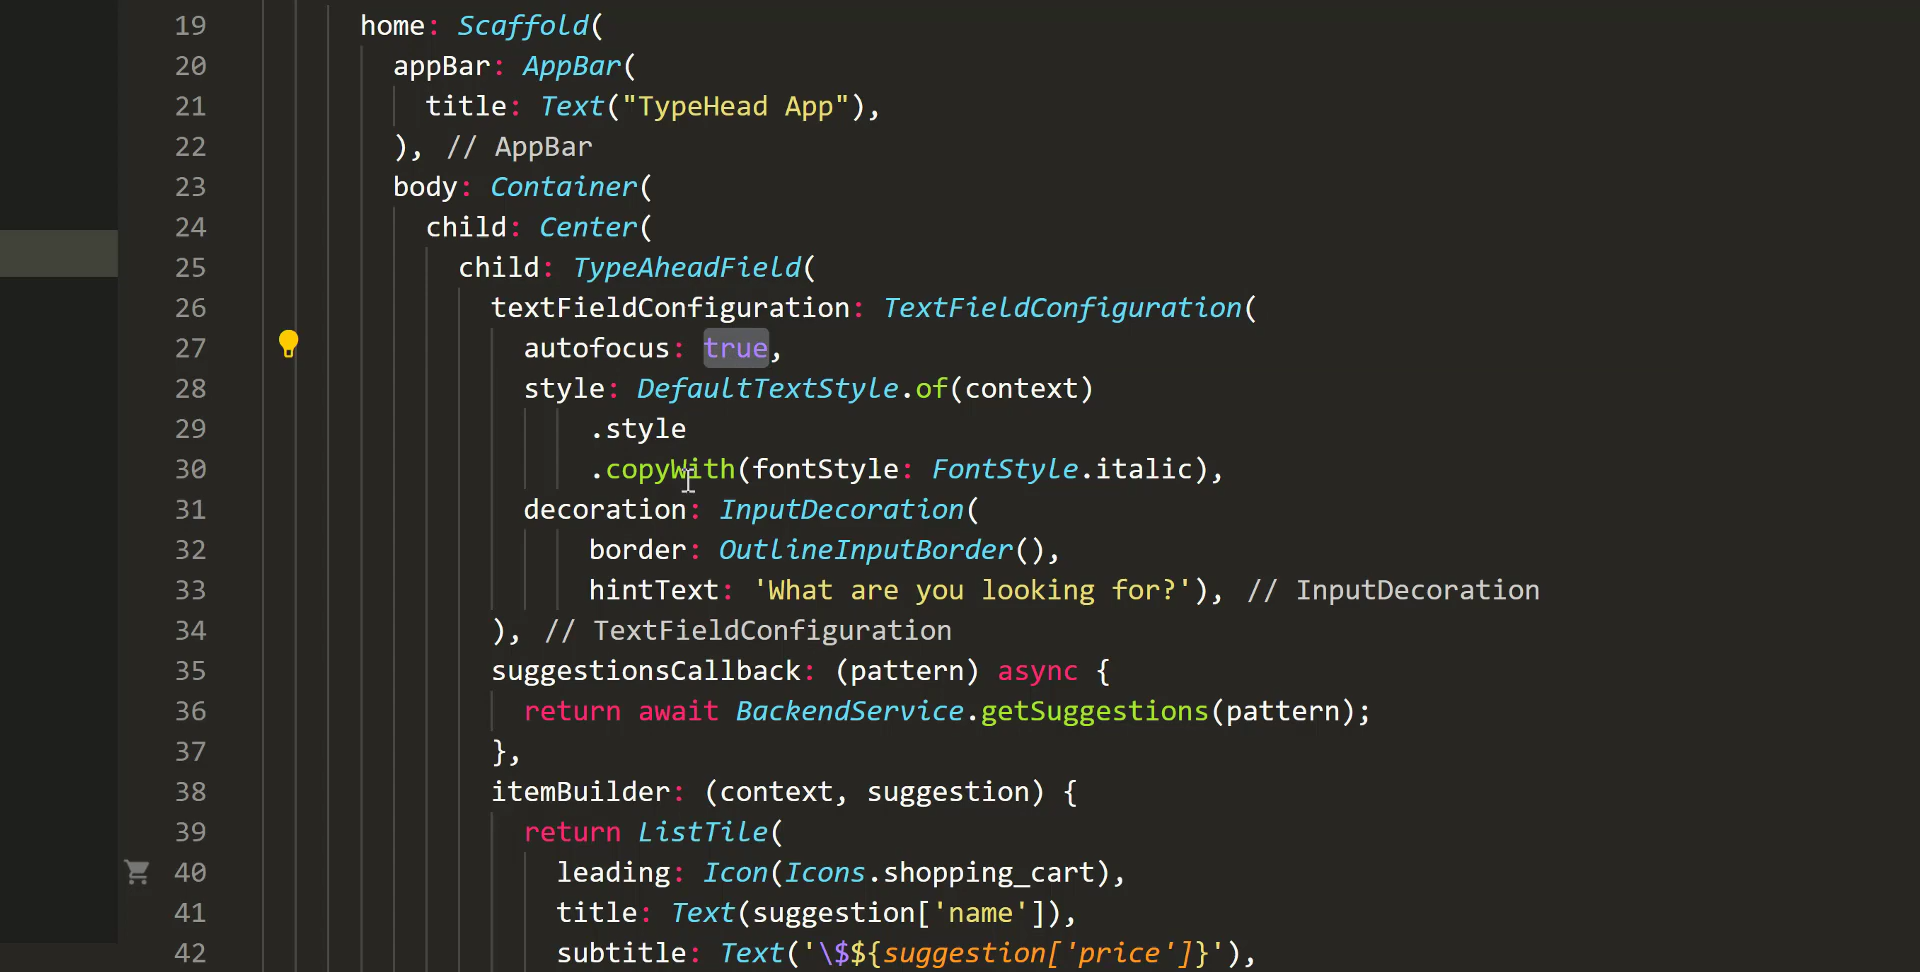 19 home: Scaffold(
20 appBar: AppBar(
21 title: Text("TypeHead App"),
22 ), // AppBar
23 body: Container(
24 child: Center(
25 child: TypeAheadField(
26 textFieldConfiguration: TextFieldConfiguration(
27 autofocus: true,
28 style: DefaultTextStyle.of(context)
29 .style
30 .copyWith(fontStyle: FontStyle.italic),
31 decoration: InputDecoration(
32 border: OutlineInputBorder(),
33 hintText: 'What are you looking for?'), // InputDecoration
34 ), // TextFieldConfiguration
35 suggestionsCallback: (pattern) async {
36 return await BackendService.getSuggestions(pattern);
37 },
38 itemBuilder: (context, suggestion) {
39 return ListTile(
40 leading: Icon(Icons.shopping_cart),
41 title: Text(suggestion['name']),
42 subtitle: Text('\$${suggestion['price']}'),